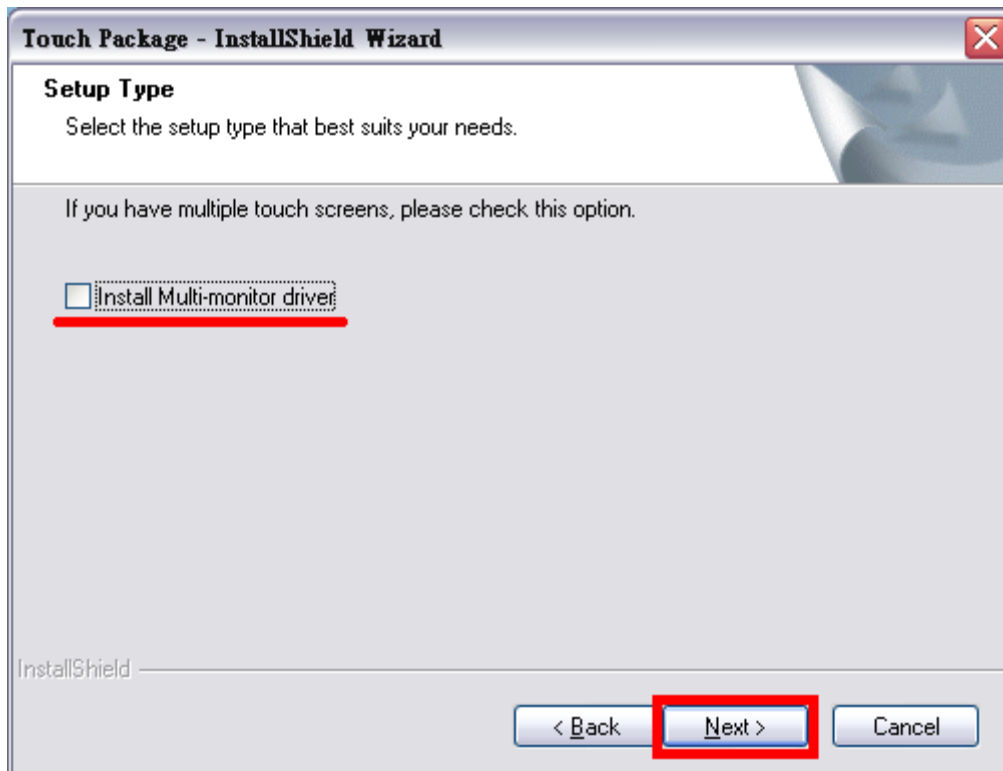 Touch Package - InstallShield Wizard
Setup Type
Select the setup type that best suits your needs.
If you have multiple touch screens, please check this option.
Install Multi-monitor driver
InstallShield
< Back Next > Cancel